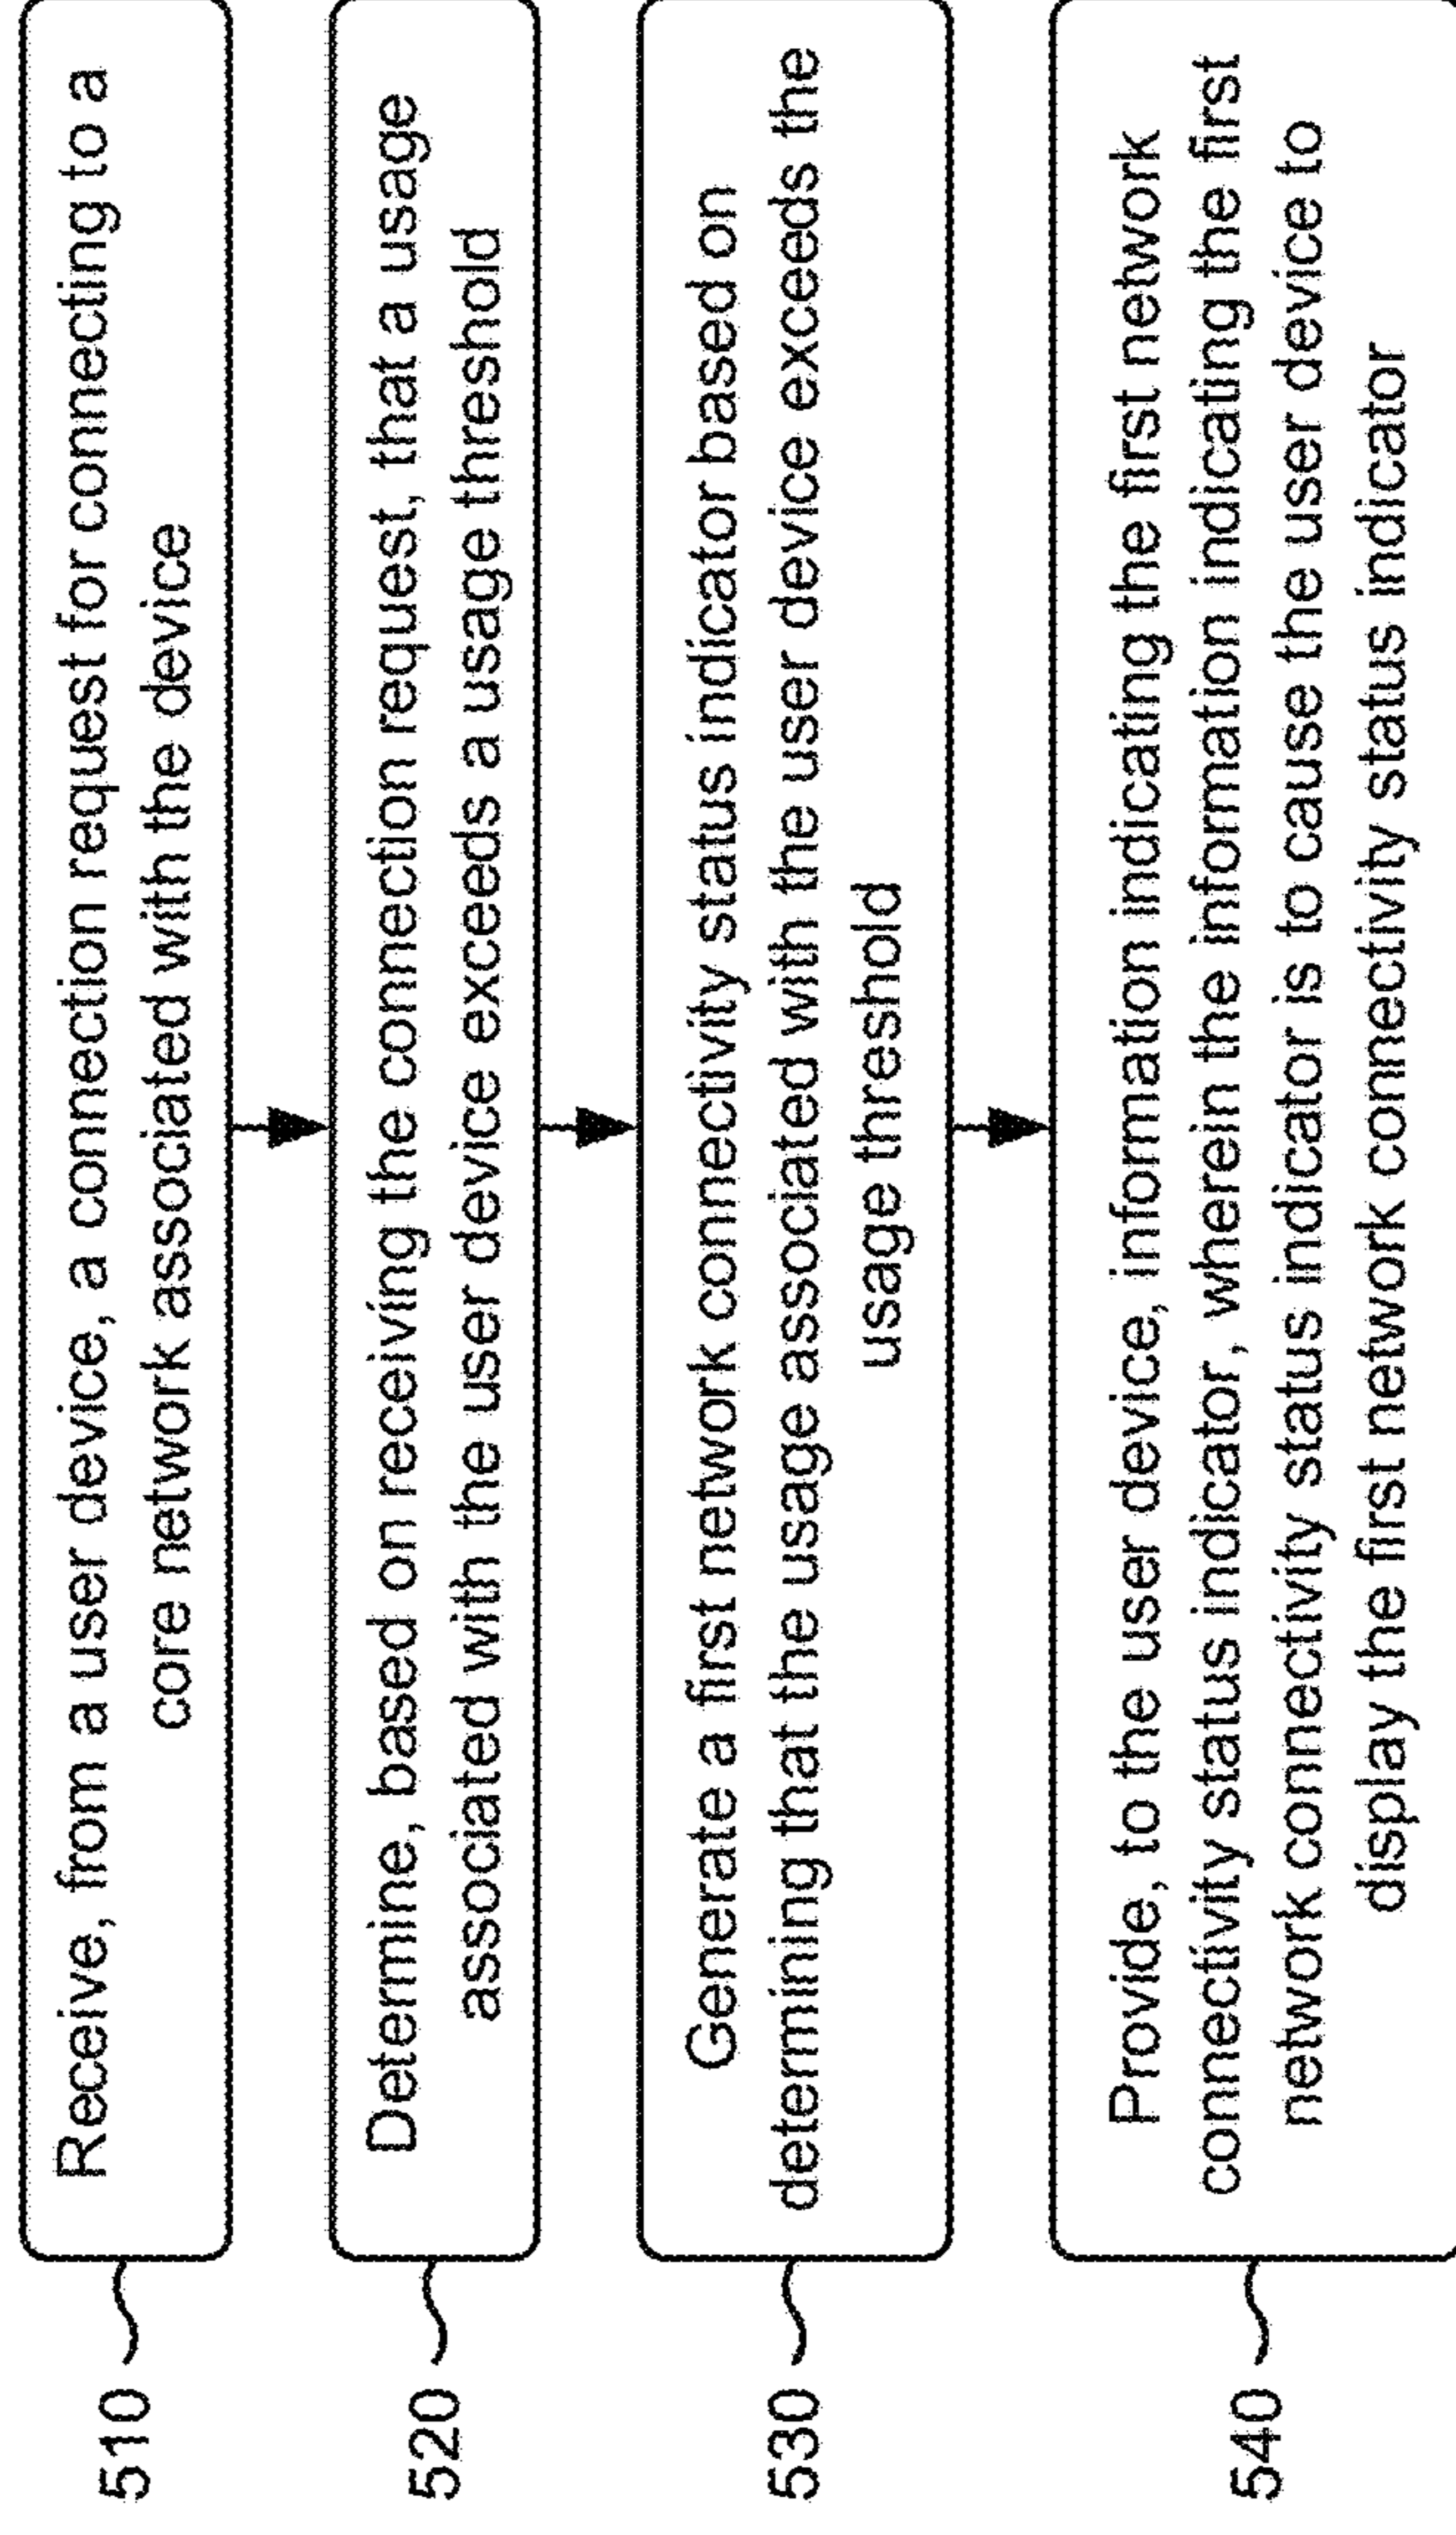 510
Receive, from a user device, a connection request for connecting to a
core network associated with the device
520
Determine, based on receiving the connection request, that a usage
associated with the user device exceeds a usage threshold
530
Generate a first network connectivity status indicator based on
determining that the usage associated with the user device exceeds the
usage threshold
540
Provide, to the user device, information indicating the first network
connectivity status indicator, wherein the information indicating the first
network connectivity status indicator is to cause the user device to
display the first network connectivity status indicator